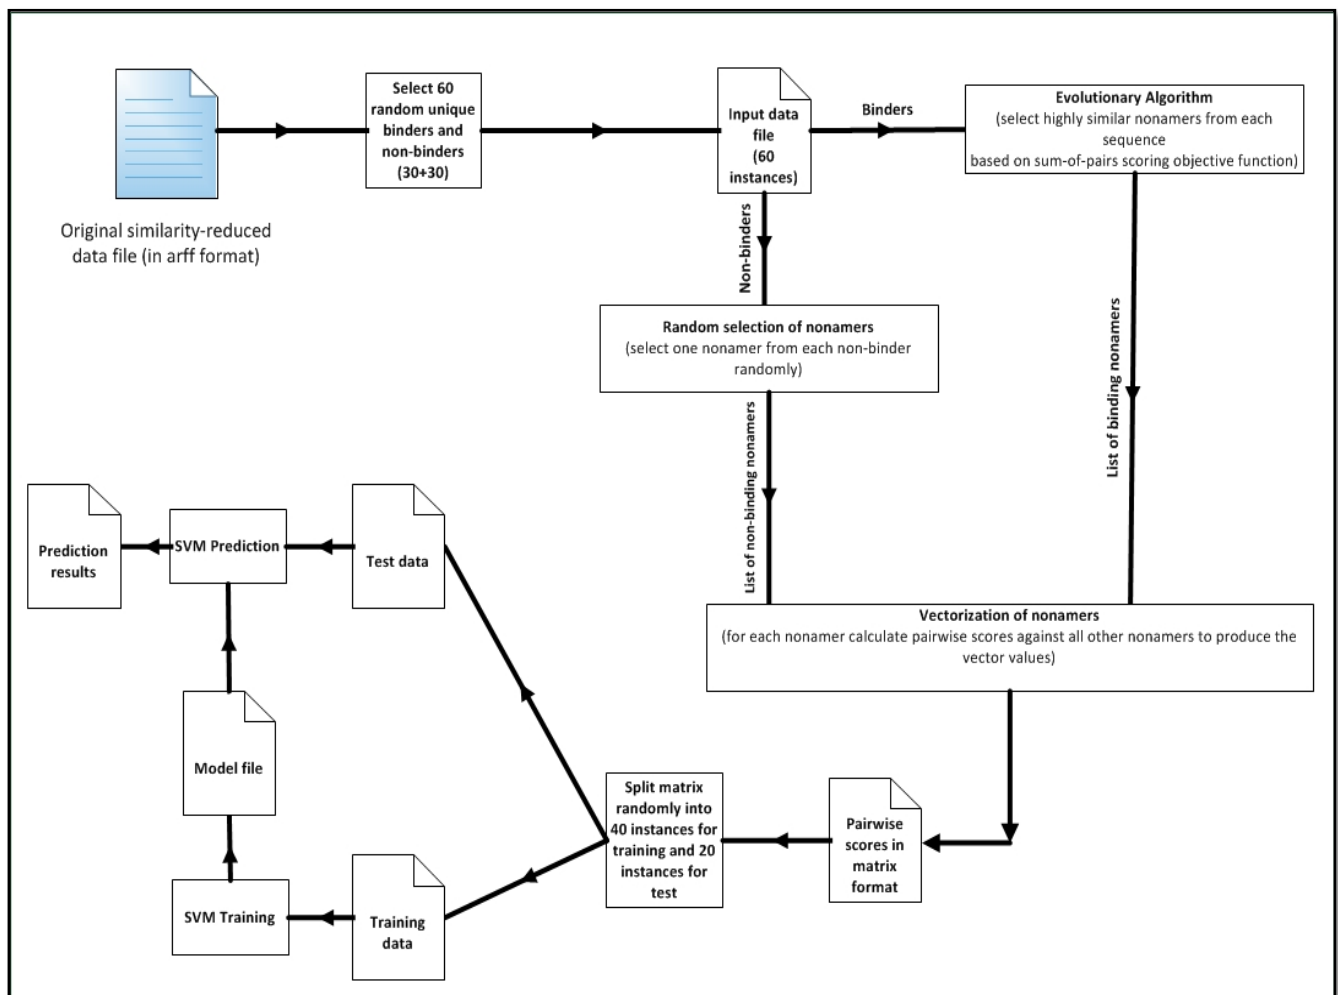 Original similarity-reduced
data file (in arff format)
Select 60
random unique
binders and
non-binders
(30+30)
Input data
file
(60
instances)
Binders
Evolutionary Algorithm
(select highly similar nonamers from each
sequence
based on sum-of-pairs scoring objective function)
Non-binders
Random selection of nonamers
(select one nonamer from each non-binder
randomly)
List of non-binding nonamers
List of binding nonamers
Vectorization of nonamers
(for each nonamer calculate pairwise scores against all other nonamers to produce the
vector values)
Pairwise
scores in
matrix
format
Split matrix
randomly into
40 instances for
training and 20
instances for
test
Test data
SVM Prediction
Prediction
results
Training
data
SVM Training
Model file